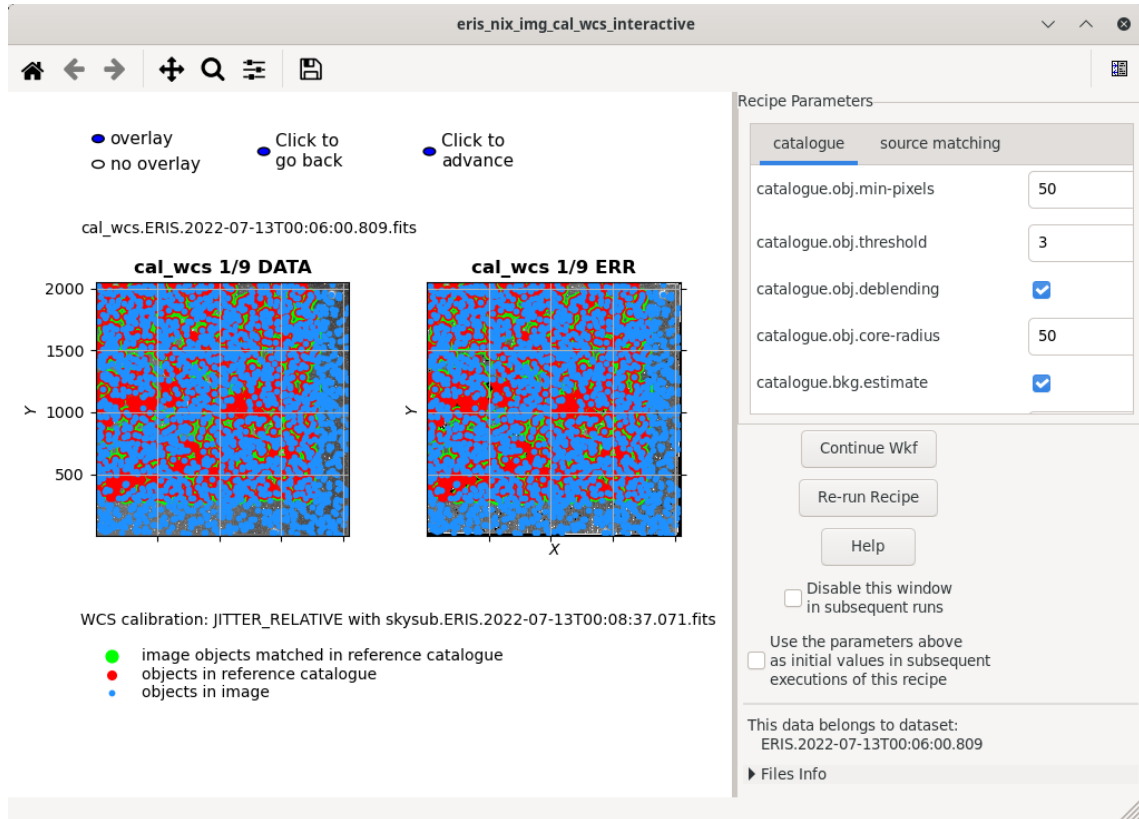 eris_nix_img_cal_wcs_interactive
overlay
no overlay
Click to
go back
Click to
advance
cal_wcs.ERIS.2022-07-13T00:06:00.809.fits
cal_wcs 1/9 DATA
cal_wcs 1/9 ERR
2000
1500
1000
500
Y
Y
X
WCS calibration: JITTER_RELATIVE with skysub.ERIS.2022-07-13T00:08:37.071.fits
image objects matched in reference catalogue
objects in reference catalogue
objects in image
Recipe Parameters
catalogue source matching
catalogue.obj.min-pixels 50
catalogue.obj.threshold 3
catalogue.obj.deblending
catalogue.obj.core-radius 50
catalogue.bkg.estimate
Continue Wkf
Re-run Recipe
Help
Disable this window
in subsequent runs
Use the parameters above
as initial values in subsequent
executions of this recipe
This data belongs to dataset:
ERIS.2022-07-13T00:06:00.809
Files Info